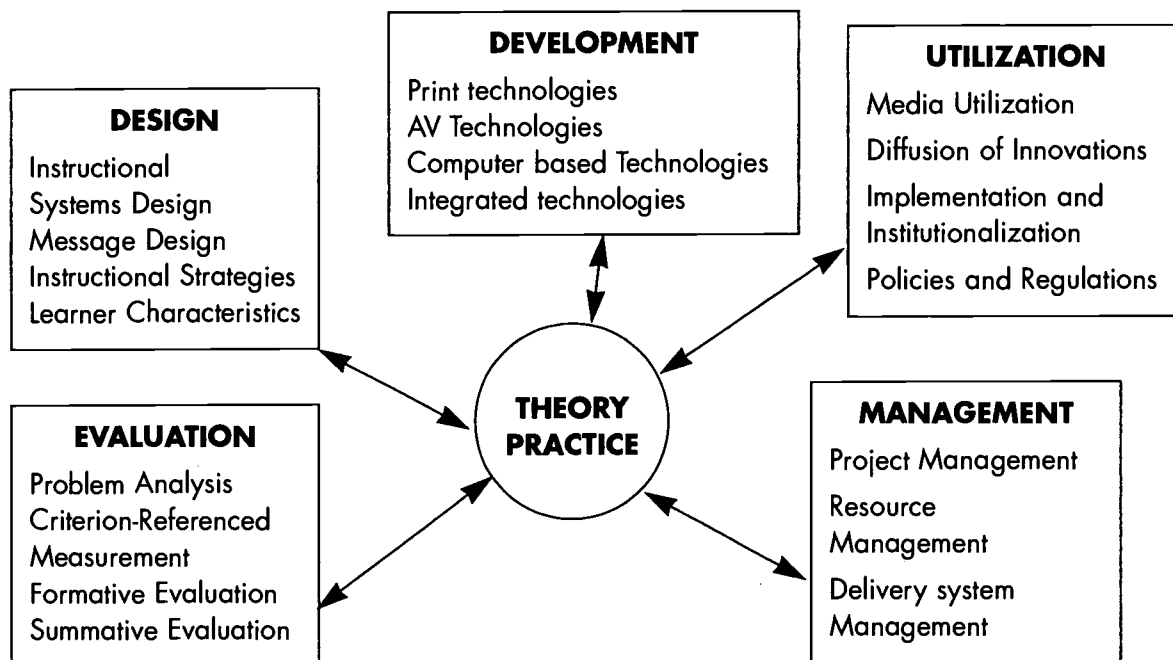 DESIGN
Instructional
Systems Design
Message Design
Instructional Strategies
Learner Characteristics
DEVELOPMENT
Print technologies
AV Technologies
Computer based Technologies
Integrated technologies
UTILIZATION
Media Utilization
Diffusion of Innovations
Implementation and
Institutionalization
Policies and Regulations
THEORY
PRACTICE
EVALUATION
Problem Analysis
Criterion-Referenced
Measurement
Formative Evaluation
Summative Evaluation
MANAGEMENT
Project Management
Resource
Management
Delivery system
Management